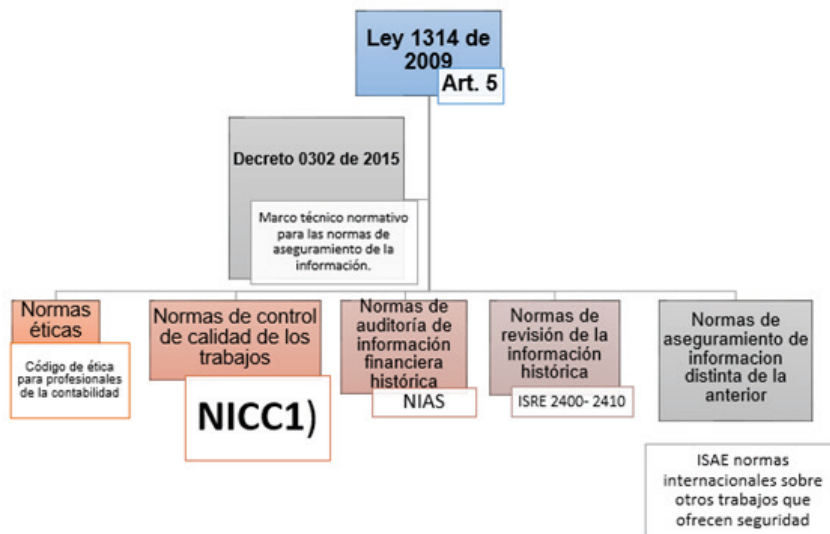 Ley 1314 de
2009
Art. 5
Decreto 0302 de 2015
Marco técnico normativo
para las normas de
aseguramiento de la
información.
Normas
éticas
Código de ética
para profesionales
de la contabilidad
Normas de control
de calidad de los
trabajos
NICC1)
Normas de
auditoría de
información
financiera
histórica
NIAS
Normas de
revisión de la
información
histórica
ISRE 2400- 2410
Normas de
aseguramiento de
informacion
distinta de la
anterior
ISAE normas
internacionales sobre
otros trabajos que
ofrecen seguridad